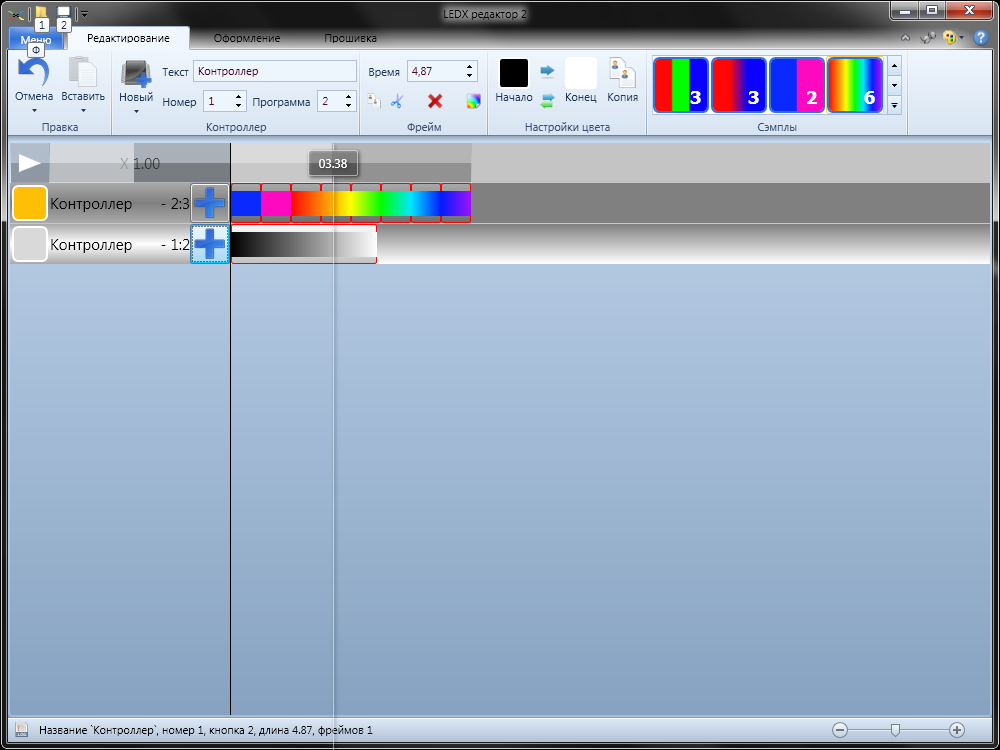 LEDX редактор 2
1 2
Меню Редактирование Оформление Прошивка
Ф
Текст Контроллер Время 4,87
Отмена Вставить Новый Начало Конец Копия
3 3 2 6
Номер 1 Программа 2
Правка Контроллер Фрейм Настройки цвета Сэмплы
X 1.00 03.38
Контроллер - 2:3
Контроллер - 1:2
Название `Контроллер`, номер 1, кнопка 2, длина 4.87, фреймов 1